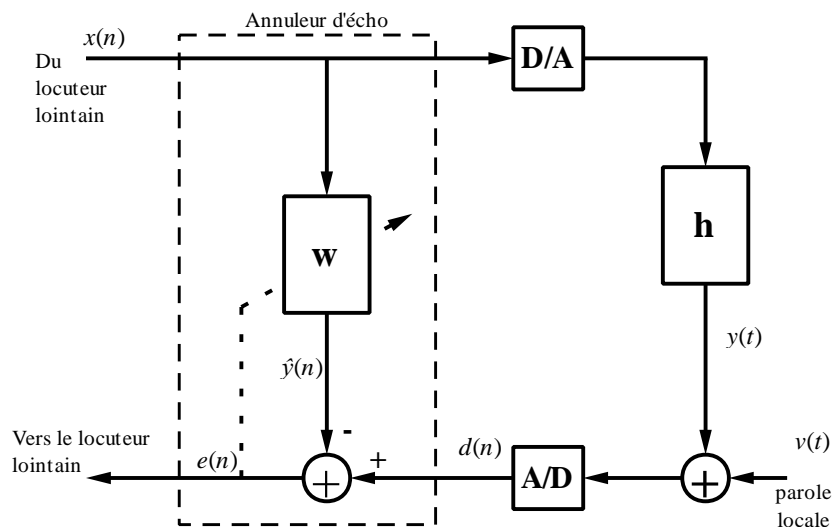 Annuleur d'écho
x(n)
Du
locuteur
lointain
D/A
w
h
ŷ(n)
y(t)
-
+
Vers le locuteur
lointain
e(n)
+
d(n)
A/D
+
v(t)
parole
locale